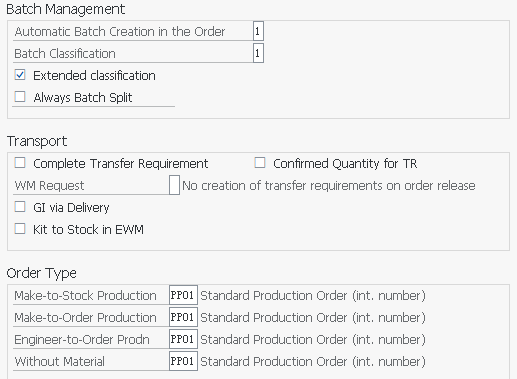 Batch Management
Automatic Batch Creation in the Order 1
Batch Classification 1
Extended classification
Always Batch Split
Transport
Complete Transfer Requirement Confirmed Quantity for TR
WM Request No creation of transfer requirements on order release
GI via Delivery
Kit to Stock in EWM
Order Type
Make-to-Stock Production PP01 Standard Production Order (int. number)
Make-to-Order Production PP01 Standard Production Order (int. number)
Engineer-to-Order Prodn PP01 Standard Production Order (int. number)
Without Material PP01 Standard Production Order (int. number)